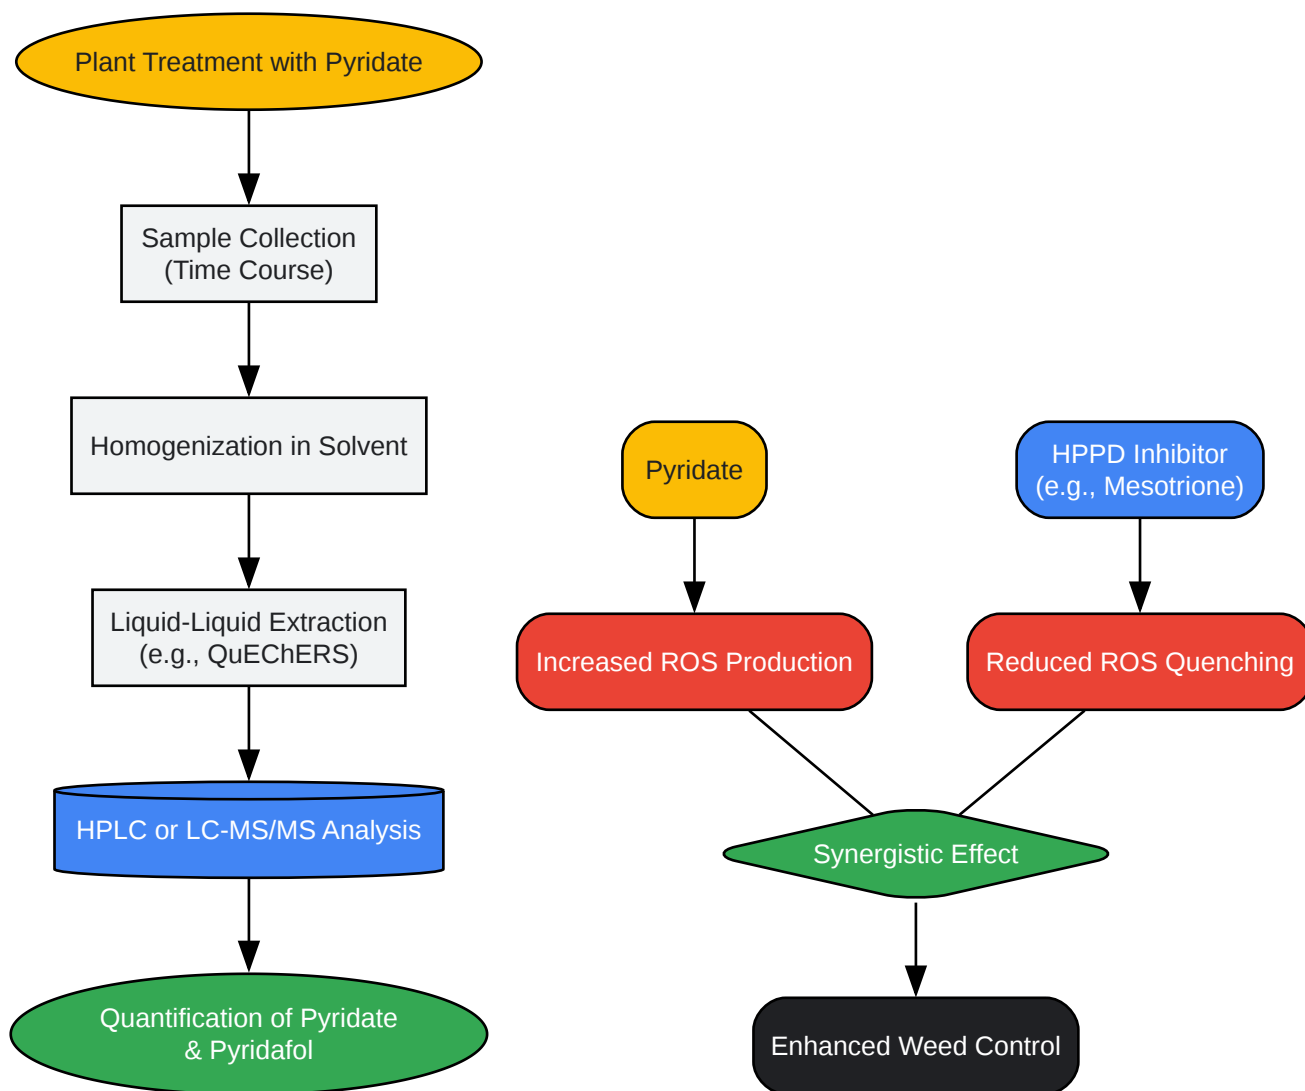 Plant Treatment with Pyridate
Sample Collection
(Time Course)
Homogenization in Solvent
Liquid-Liquid Extraction
(e.g., QuEChERS)
HPLC or LC-MS/MS Analysis
Quantification of Pyridate
& Pyridafol
Pyridate
HPPD Inhibitor
(e.g., Mesotrione)
Increased ROS Production
Reduced ROS Quenching
Synergistic Effect
Enhanced Weed Control